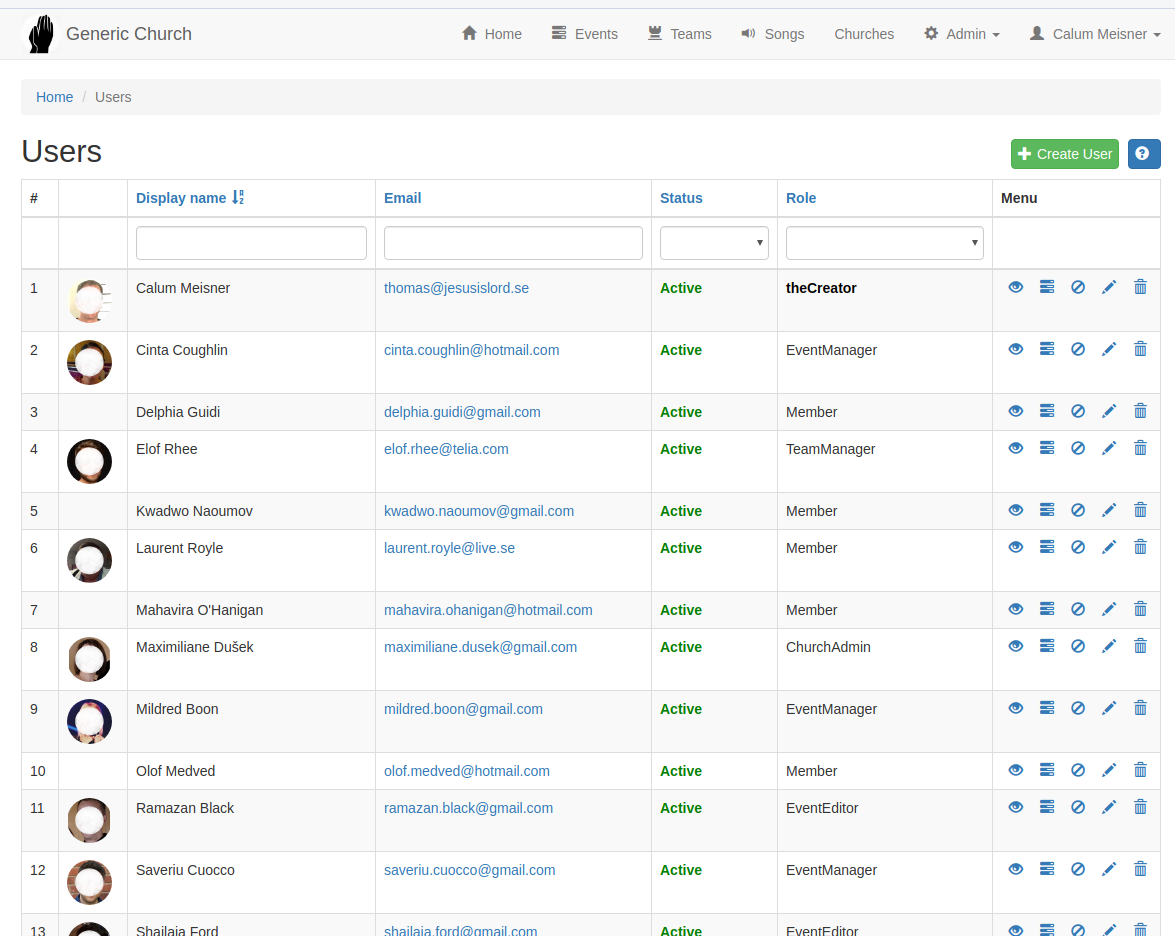 Generic Church Home Events Teams Songs Churches Admin Calum Meisner
Home / Users
Users Create User
# Display name Email Status Role Menu
1 Calum Meisner thomas@jesusislord.se Active theCreator
2 Cinta Coughlin cinta.coughlin@hotmail.com Active EventManager
3 Delphia Guidi delphia.guidi@gmail.com Active Member
4 Elof Rhee elof.rhee@telia.com Active TeamManager
5 Kwadwo Naoumov kwadwo.naoumov@gmail.com Active Member
6 Laurent Royle laurent.royle@live.se Active Member
7 Mahavira O'Hanigan mahavira.ohanigan@hotmail.com Active Member
8 Maximiliane Dušek maximiliane.dusek@gmail.com Active ChurchAdmin
9 Mildred Boon mildred.boon@gmail.com Active EventManager
10 Olof Medved olof.medved@hotmail.com Active Member
11 Ramazan Black ramazan.black@gmail.com Active EventEditor
12 Saveriu Cuocco saveriu.cuocco@gmail.com Active EventManager
13 Shailaja Ford shailaja.ford@gmail.com Active EventEditor